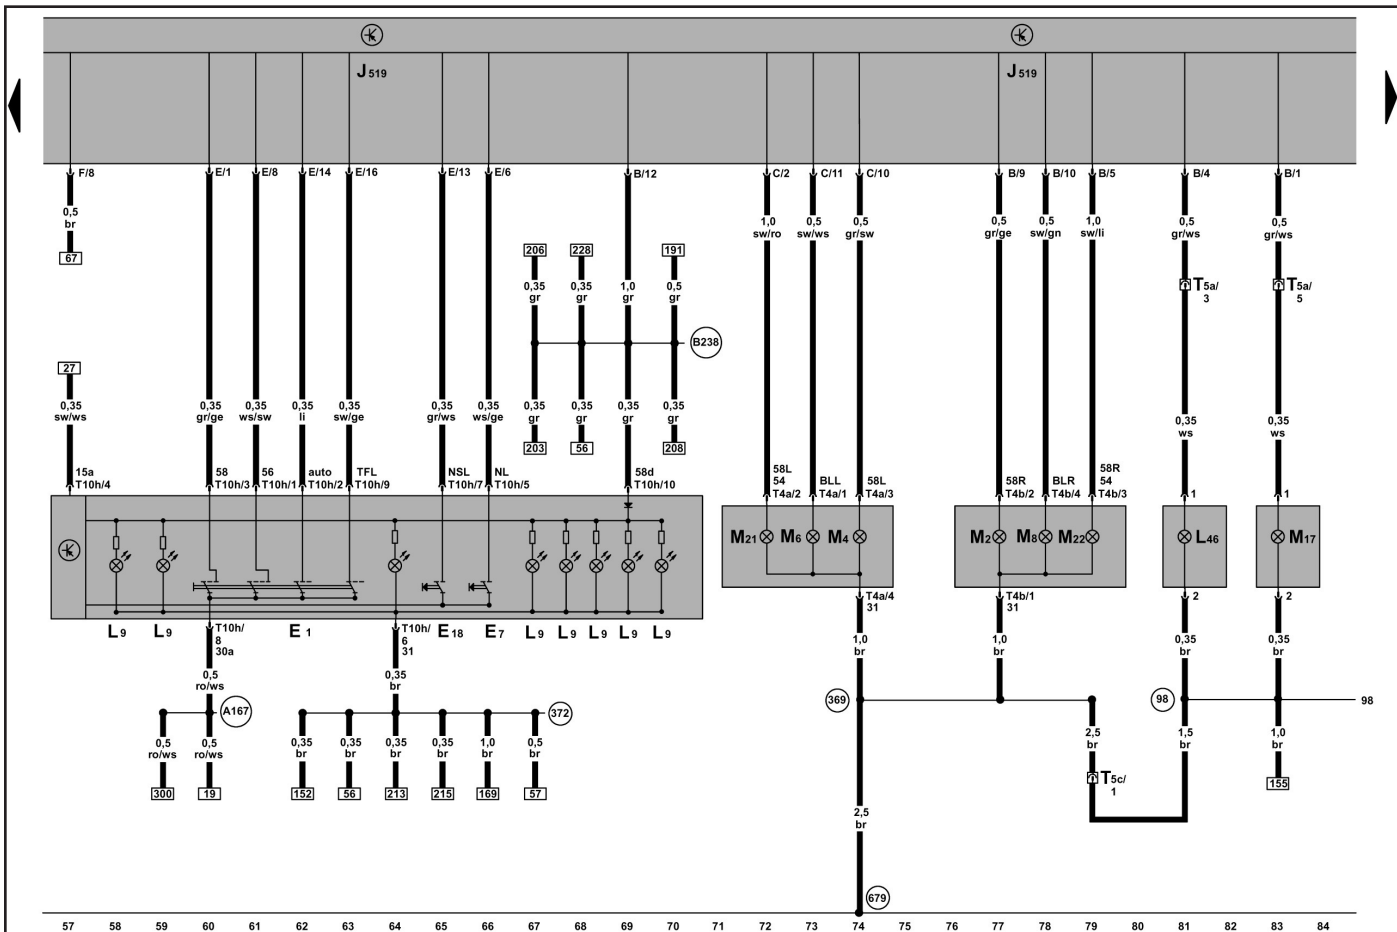 J519 J519
F/8 E/1 E/8 E/14 E/16 E/13 E/6 B/12 C/2 C/11 C/10 B/9 B/10 B/5 B/4 B/1
0,5 1,0 0,5 0,5 0,5 0,5 1,0 0,5 0,5
br sw/ro sw/ws gr/sw gr/ge sw/gn sw/li gr/ws gr/ws
67 206 228 191
0,35 0,35 1,0 0,5 T5a/ T5a/
gr gr gr gr 3 5
B238
27
0,35 0,35 0,35 0,35 0,35 0,35 0,35 0,35 0,35 0,35 0,35
sw/ws gr/ge ws/sw li sw/ge gr/ws ws/ge gr gr gr gr
0,35 0,35
ws ws
203 56 208
15a 58 56 auto TFL NSL NL 58d
T10h/4 T10h/3 T10h/1 T10h/2 T10h/9 T10h/7 T10h/5 T10h/10
58L 58L 58R 58R
54 BLL BLR 54
T4a/2 T4a/1 T4a/3 T4b/2 T4b/4 T4b/3 1 1
M21 M6 M4 M2 M8 M22 L46 M17
T4a/4 T4b/1 2 2
31 31
L9 L9 T10h/ E1 T10h/ E18 E7 L9 L9 L9 L9 L9
8 6
30a 31
1,0 1,0 0,35 0,35
br br br br
0,5 0,35
ro/ws br
A167 372 369 98 98
0,5 0,5 0,35 0,35 0,35 0,35 1,0 0,5 2,5 1,5 1,0
ro/ws ro/ws br br br br br br br br br
T5c/
1
300 19 152 56 213 215 169 57 155
2,5
br
679
57 58 59 60 61 62 63 64 65 66 67 68 69 70 71 72 73 74 75 76 77 78 79 80 81 82 83 84